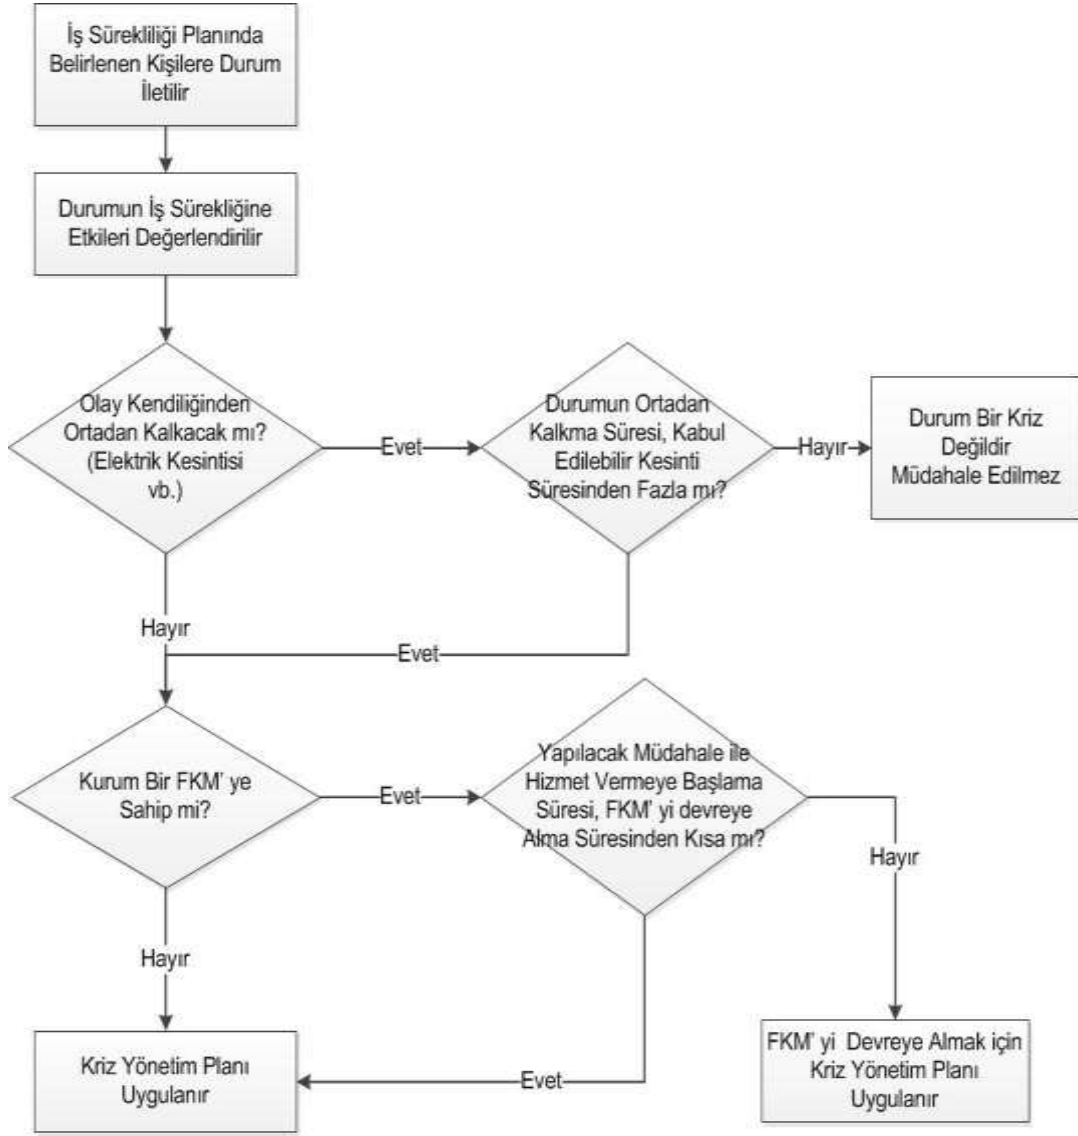 İş Sürekliliği Planında
Belirlenen Kişilere Durum
İletilir
Durumun İş Sürekliğine
Etkileri Değerlendirilir
Olay Kendiliğinden
Ortadan Kalkacak mı?
(Elektrik Kesintisi
vb.)
Evet
Durumun Ortadan
Kalkma Süresi, Kabul
Edilebilir Kesinti
Süresinden Fazla mı?
Hayır
Durum Bir Kriz
Değildir
Müdahale Edilmez
Hayır
Evet
Kurum Bir FKM' ye
Sahip mi?
Evet
Yapılacak Müdahale ile
Hizmet Vermeye Başlama
Süresi, FKM' yi devreye
Alma Süresinden Kısa mı?
Hayır
Hayır
Kriz Yönetim Planı
Uygulanır
Evet
FKM' yi Devreye Almak için
Kriz Yönetim Planı
Uygulanır